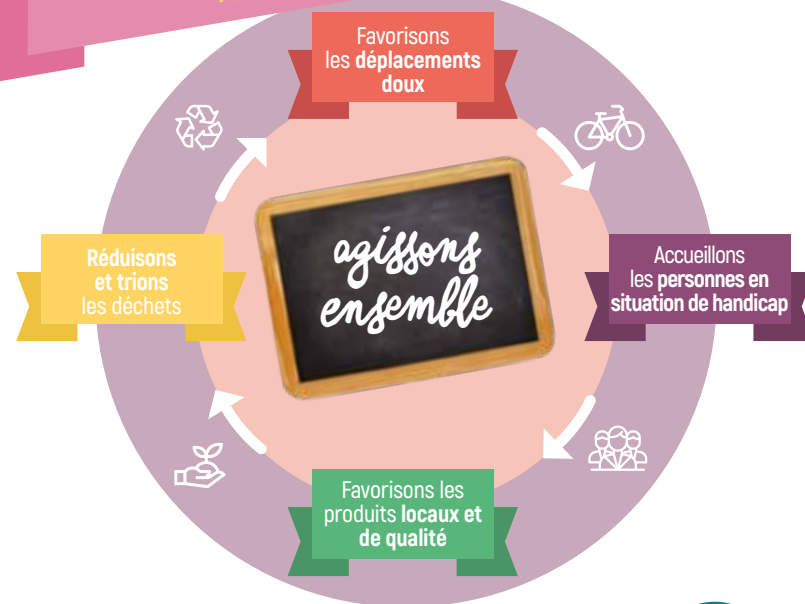 Favorisons
les déplacements
doux
Réduisons
et trions
les déchets
agissons
ensemble
Accueillons
les personnes en
situation de handicap
Favorisons les
produits locaux et
de qualité